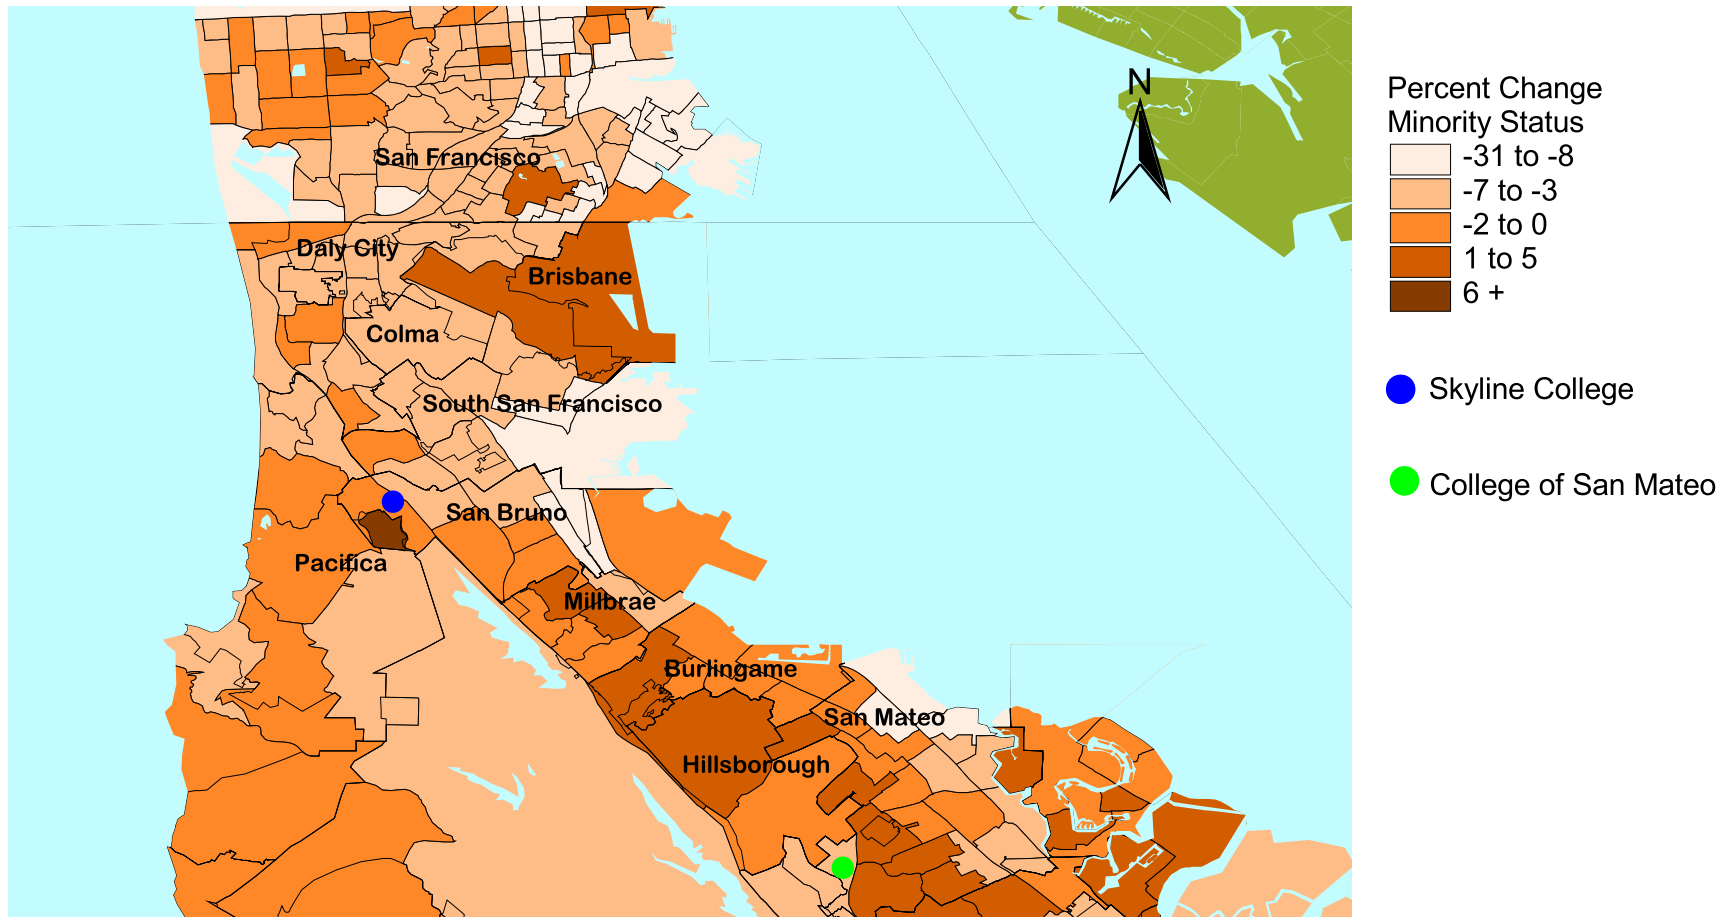 N
Percent Change
Minority Status
-31 to -8
-7 to -3
-2 to 0
1 to 5
6 +
Skyline College
College of San Mateo
San Francisco
Daly City
Brisbane
Colma
South San Francisco
San Bruno
Pacifica
Millbrae
Burlingame
San Mateo
Hillsborough